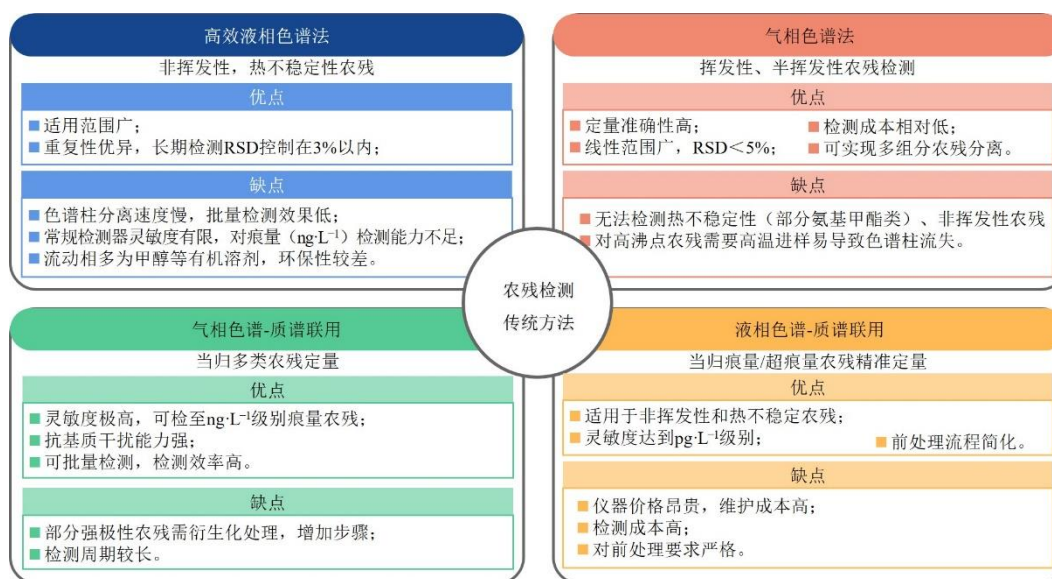 高效液相色谱法
非挥发性，热不稳定性农残
优点
适用范围广；
重复性优异，长期检测RSD控制在3%以内；
缺点
色谱柱分离速度慢，批量检测效果低；
常规检测器灵敏度有限，对痕量（ng·L⁻¹）检测能力不足；
流动相多为甲醇等有机溶剂，环保性较差。
气相色谱法
挥发性、半挥发性农残检测
优点
定量准确性高；
检测成本相对低；
线性范围广，RSD＜5%；
可实现多组分农残分离。
缺点
无法检测热不稳定性（部分氨基甲酯类）、非挥发性农残
对高沸点农残需要高温进样易导致色谱柱流失。
农残检测
传统方法
气相色谱-质谱联用
当归多类农残定量
优点
灵敏度极高，可检至ng·L⁻¹级别痕量农残；
抗基质干扰能力强；
可批量检测，检测效率高。
缺点
部分强极性农残需衍生化处理，增加步骤；
检测周期较长。
液相色谱-质谱联用
当归痕量/超痕量农残精准定量
优点
适用于非挥发性和热不稳定农残；
灵敏度达到pg·L⁻¹级别；
前处理流程简化。
缺点
仪器价格昂贵，维护成本高；
检测成本高；
对前处理要求严格。